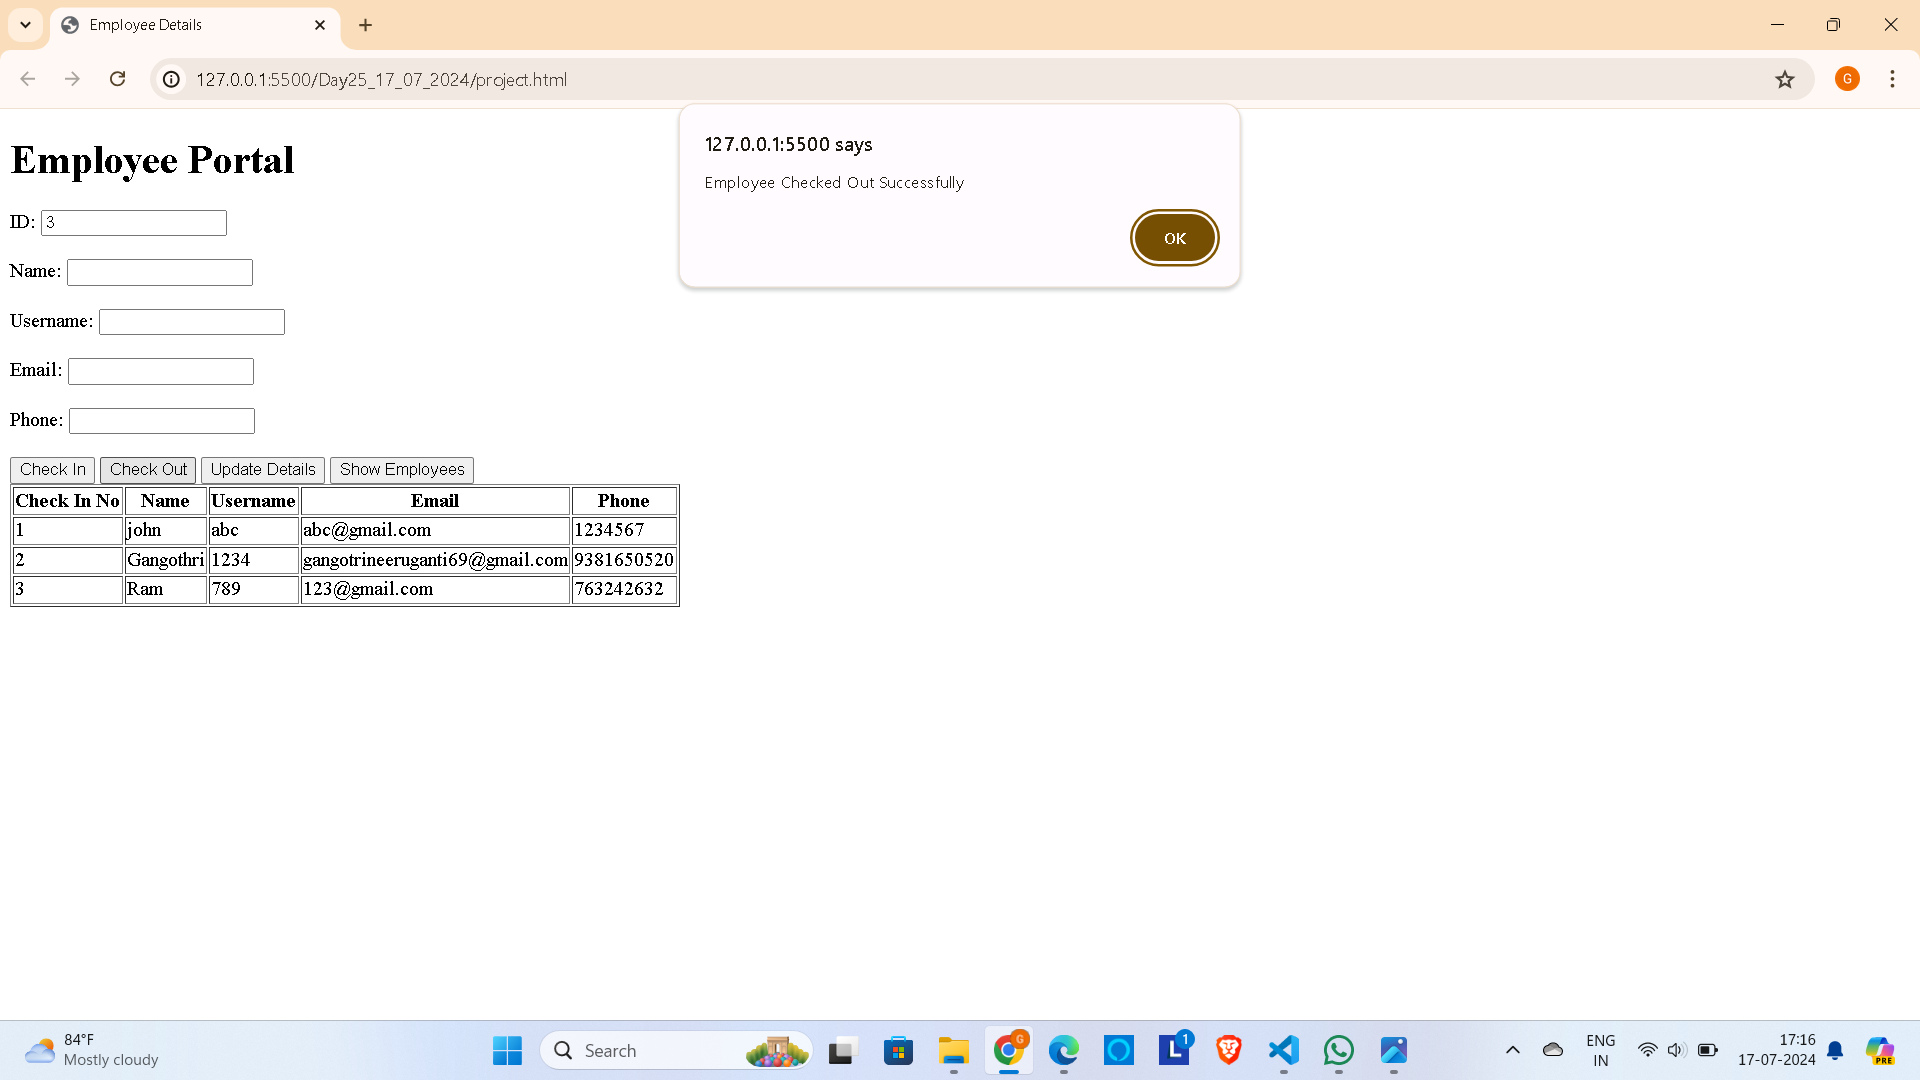 Employee Details
127.0.0.1:5500/Day25_17_07_2024/project.html
G
127.0.0.1:5500 says
Employee Checked Out Successfully
OK
Employee Portal
ID: 3
Name:
Username:
Email:
Phone:
Check In Check Out Update Details Show Employees
Check In No Name Username Email Phone
1 john abc abc@gmail.com 1234567
2 Gangothri 1234 gangotrineeruganti69@gmail.com 9381650520
3 Ram 789 123@gmail.com 763242632
84°F
Mostly cloudy
Search
G
L 1
ENG
IN
17:16
17-07-2024
PRE